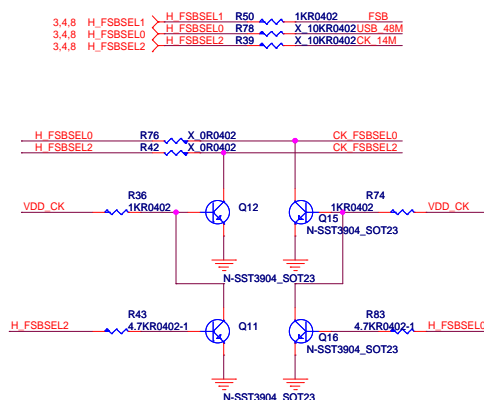 3,4,8 H_FSBSEL1 H_FSBSEL1 R50 1KR0402 FSB
3,4,8 H_FSBSEL0 H_FSBSEL0 R78 X_10KR0402 USB_48M
3,4,8 H_FSBSEL2 H_FSBSEL2 R39 X_10KR0402 CK_14M
H_FSBSEL0 R76 X_0R0402 CK_FSBSEL0
H_FSBSEL2 R42 X_0R0402 CK_FSBSEL2
R36 R74
VDD_CK 1KR0402 Q12 1KR0402 VDD_CK
Q15
N-SST3904_SOT23
N-SST3904_SOT23
R43 R83
H_FSBSEL2 4.7KR0402-1 Q11 4.7KR0402-1 H_FSBSEL0
Q16
N-SST3904_SOT23
N-SST3904_SOT23